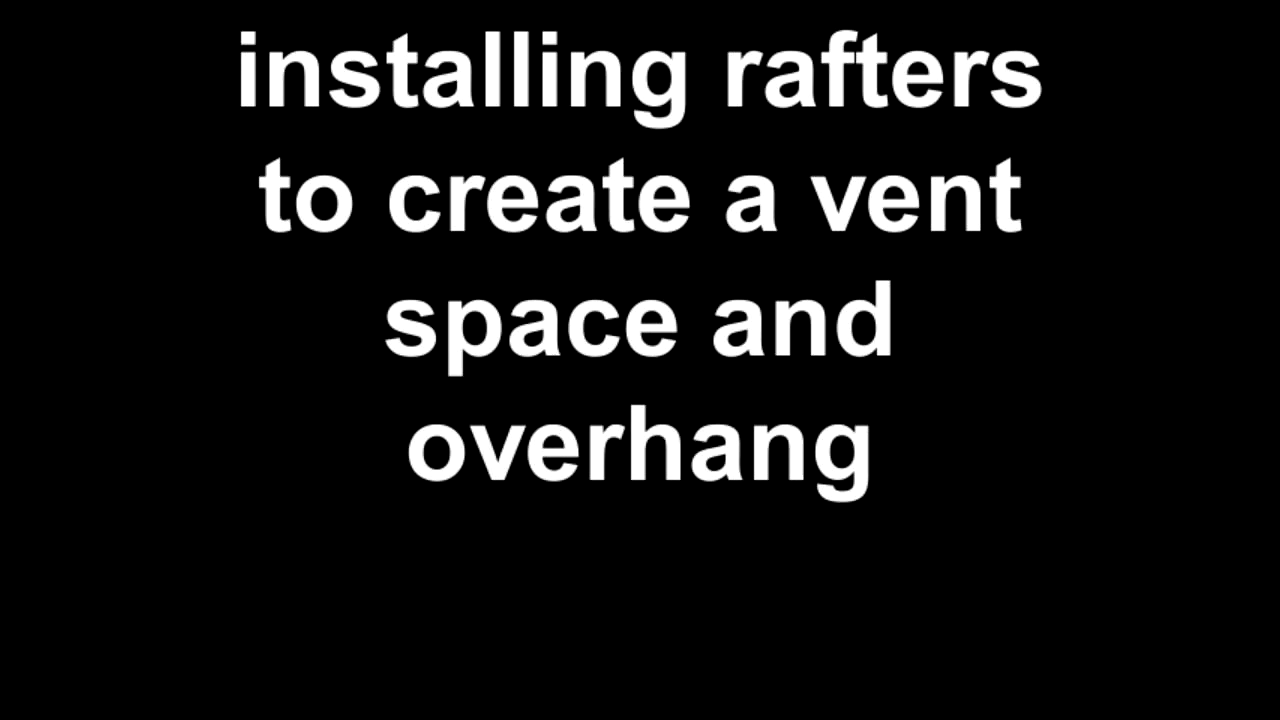 installing rafters
to create a vent
space and
overhang